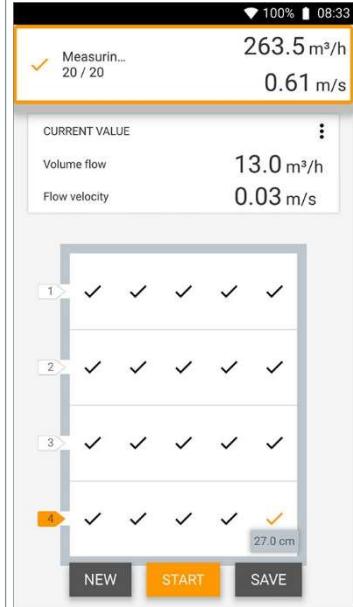 100% 08:33
Measurin... 263.5 m³/h
20 / 20 0.61 m/s
CURRENT VALUE
Volume flow 13.0 m³/h
Flow velocity 0.03 m/s
1
2
3
4
27.0 cm
NEW START SAVE